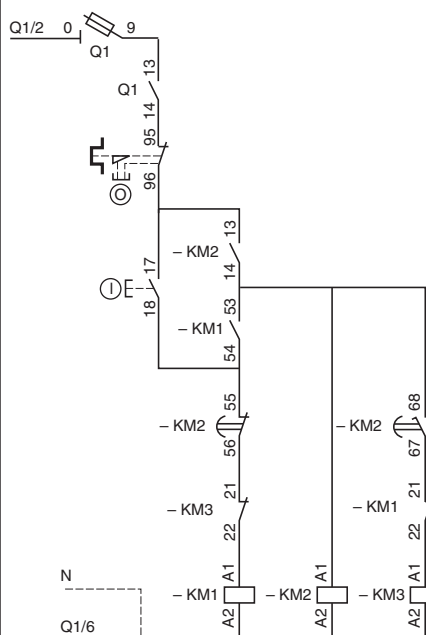 Q1/2 0 9
Q1
13
Q1
14
95
96
O
13
– KM2
14
17
I
18
53
– KM1
54
55
– KM2
56
68
– KM2
67
21
– KM3
22
21
– KM1
22
N
A1
– KM1
A2
A1
– KM2
A2
A1
– KM3
A2
Q1/6